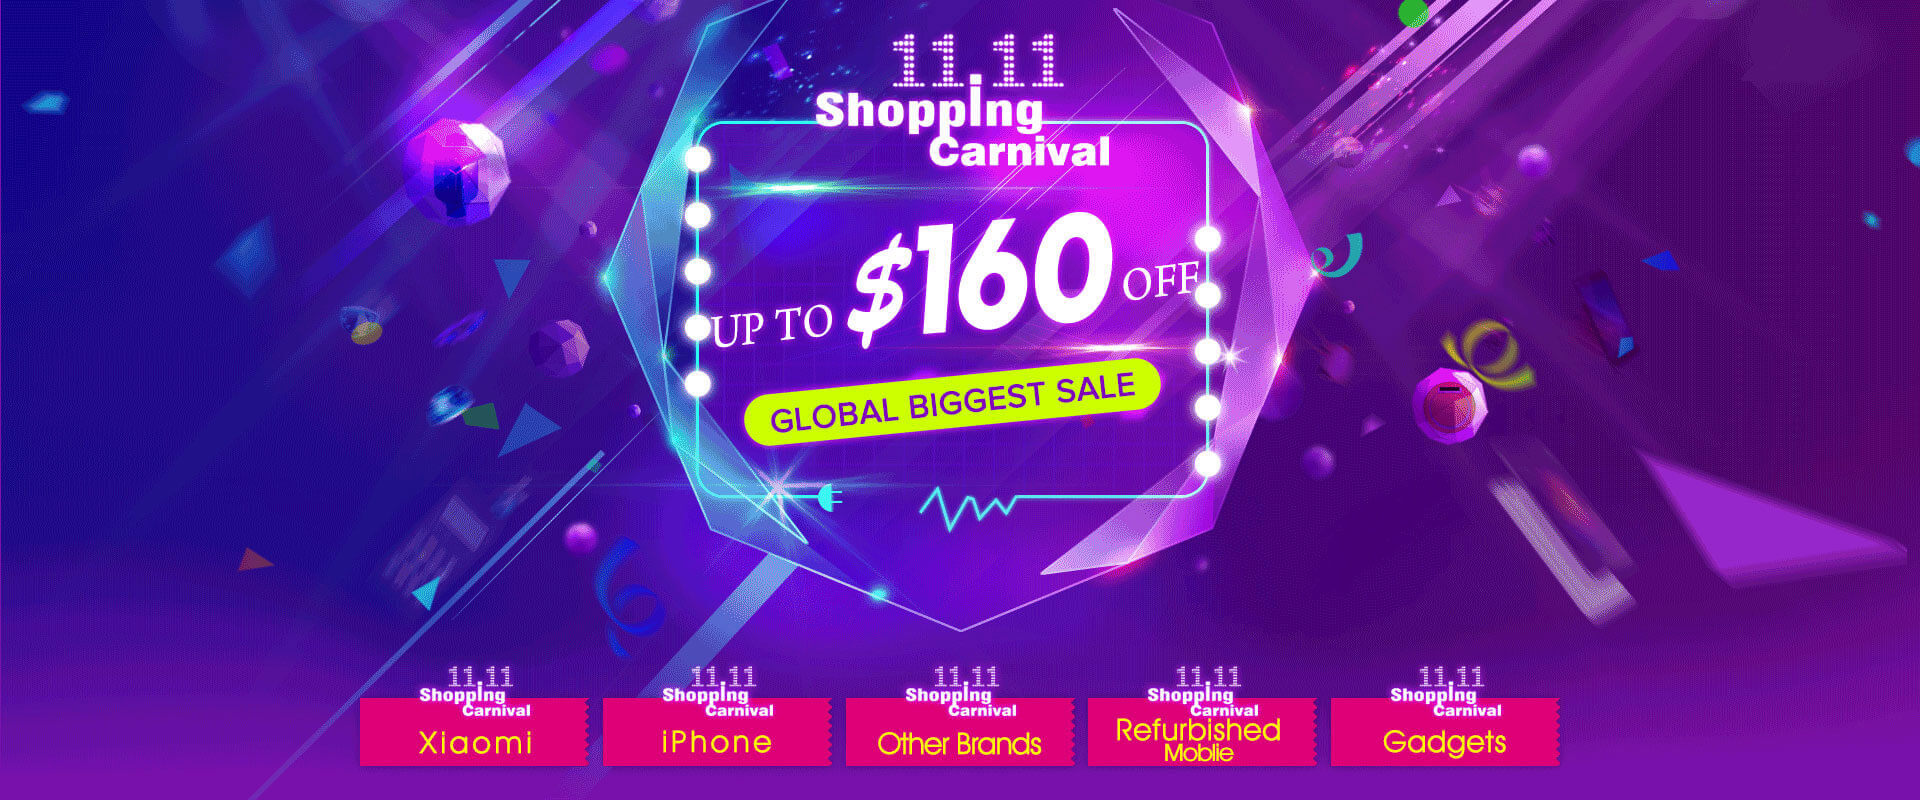 11.11
Shopping
Carnival
UP TO $160 OFF
GLOBAL BIGGEST SALE
11.11
Shopping
Carnival
Xiaomi
11.11
Shopping
Carnival
iPhone
11.11
Shopping
Carnival
Other Brands
11.11
Shopping
Carnival
Refurbished
Moblie
11.11
Shopping
Carnival
Gadgets